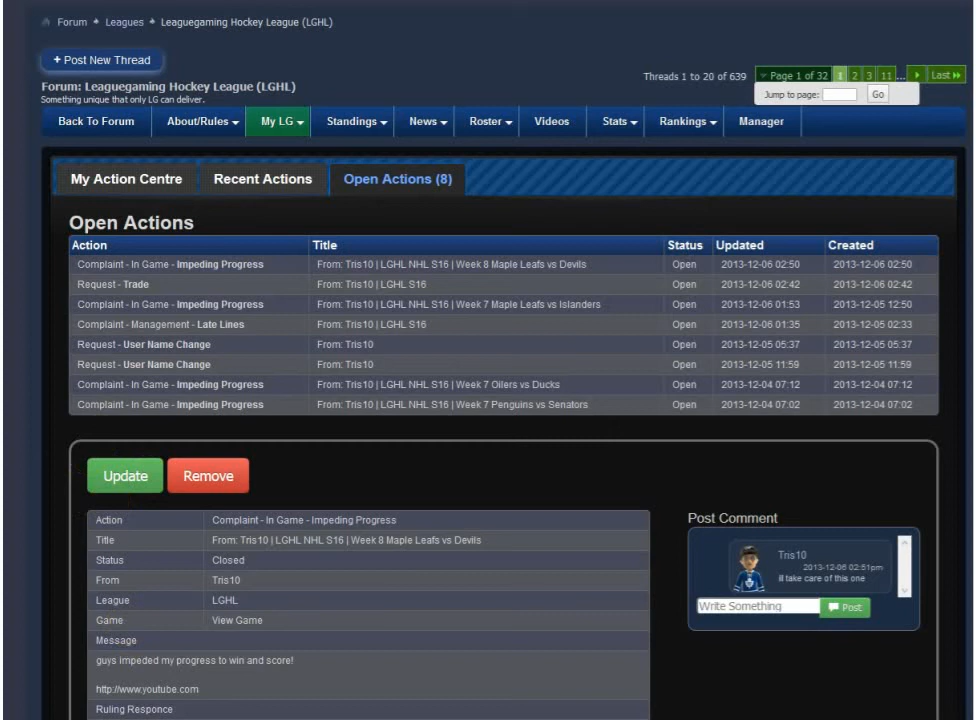 Forum Leagues Leaguegaming Hockey League (LGHL)
+ Post New Thread
Threads 1 to 20 of 639 Page 1 of 32 1 2 3 11 ... Last
Forum: Leaguegaming Hockey League (LGHL)
Something unique that only LG can deliver.
Jump to page: Go
Back To Forum About/Rules My LG Standings News Roster Videos Stats Rankings Manager
My Action Centre Recent Actions Open Actions (8)
Open Actions
Action Title Status Updated Created
Complaint - In Game - Impeding Progress From: Tris10 | LGHL NHL S16 | Week 8 Maple Leafs vs Devils Open 2013-12-06 02:50 2013-12-06 02:50
Request - Trade From: Tris10 | LGHL S16 Open 2013-12-06 02:42 2013-12-06 02:42
Complaint - In Game - Impeding Progress From: Tris10 | LGHL NHL S16 | Week 7 Maple Leafs vs Islanders Open 2013-12-06 01:53 2013-12-05 12:50
Complaint - Management - Late Lines From: Tris10 | LGHL S16 Open 2013-12-06 01:35 2013-12-05 02:33
Request - User Name Change From: Tris10 Open 2013-12-05 05:37 2013-12-05 05:37
Request - User Name Change From: Tris10 Open 2013-12-05 11:59 2013-12-05 11:59
Complaint - In Game - Impeding Progress From: Tris10 | LGHL NHL S16 | Week 7 Oilers vs Ducks Open 2013-12-04 07:12 2013-12-04 07:12
Complaint - In Game - Impeding Progress From: Tris10 | LGHL NHL S16 | Week 7 Penguins vs Senators Open 2013-12-04 07:02 2013-12-04 07:02
Update Remove
Action Complaint - In Game - Impeding Progress
Title From: Tris10 | LGHL NHL S16 | Week 8 Maple Leafs vs Devils
Status Closed
From Tris10
League LGHL
Game View Game
Message
guys impeded my progress to win and score!
http://www.youtube.com
Ruling Responce
Post Comment
Tris10
2013-12-06 02:51pm
ill take care of this one
Write Something Post